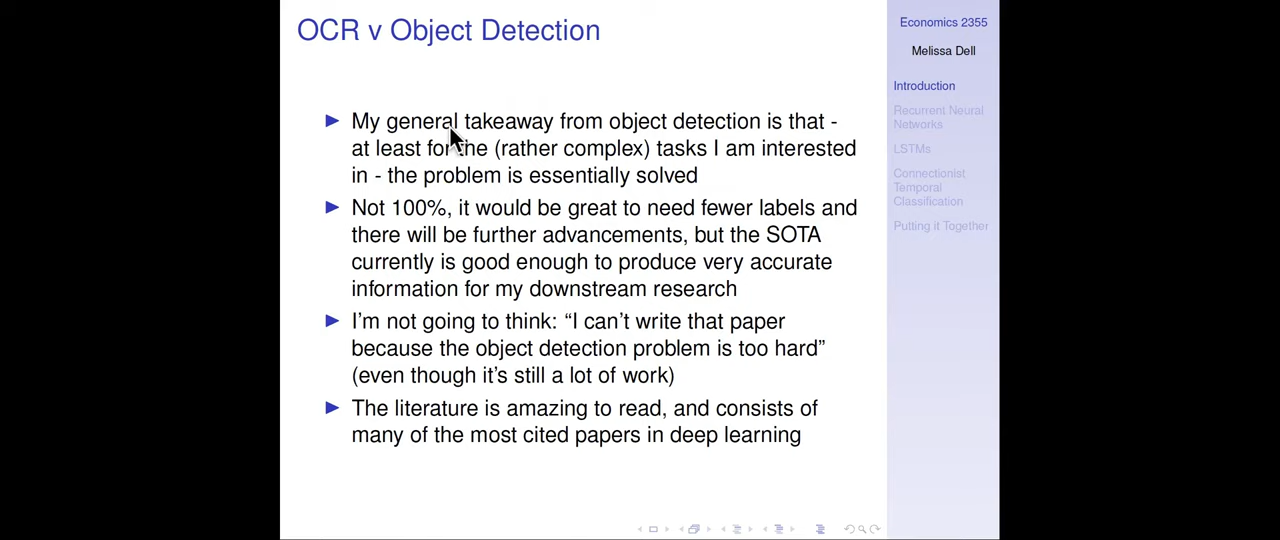 OCR v Object Detection
My general takeaway from object detection is that -
at least for the (rather complex) tasks I am interested
in - the problem is essentially solved
Not 100%, it would be great to need fewer labels and
there will be further advancements, but the SOTA
currently is good enough to produce very accurate
information for my downstream research
I'm not going to think: “I can't write that paper
because the object detection problem is too hard”
(even though it's still a lot of work)
The literature is amazing to read, and consists of
many of the most cited papers in deep learning
Economics 2355
Melissa Dell
Introduction
Recurrent Neural
Networks
LSTMs
Connectionist
Temporal
Classification
Putting it Together